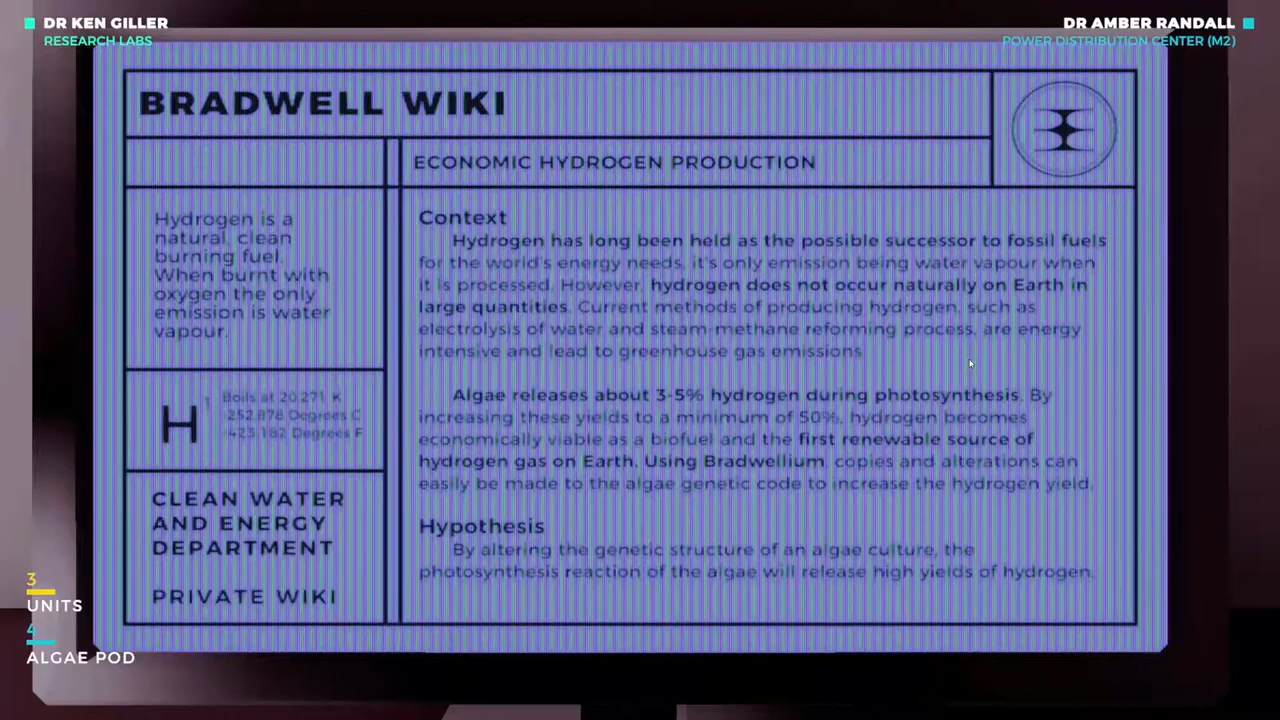 DR KEN GILLER
RESEARCH LABS
DR AMBER RANDALL
POWER DISTRIBUTION CENTER (M2)
BRADWELL WIKI
ECONOMIC HYDROGEN PRODUCTION
Hydrogen is a
natural, clean
burning fuel.
When burnt with
oxygen the only
emission is water
vapour.
H 1
Boils at 20.271 K
-252.878 Degrees C
-423.182 Degrees F
CLEAN WATER
AND ENERGY
DEPARTMENT
PRIVATE WIKI
Context
Hydrogen has long been held as the possible successor to fossil fuels
for the world's energy needs, it's only emission being water vapour when
it is processed. However, hydrogen does not occur naturally on Earth in
large quantities. Current methods of producing hydrogen, such as
electrolysis of water and steam-methane reforming process, are energy
intensive and lead to greenhouse gas emissions.
Algae releases about 3-5% hydrogen during photosynthesis. By
increasing these yields to a minimum of 50%, hydrogen becomes
economically viable as a biofuel and the first renewable source of
hydrogen gas on Earth. Using Bradwellium, copies and alterations can
easily be made to the algae genetic code to increase the hydrogen yield.
Hypothesis
By altering the genetic structure of an algae culture, the
photosynthesis reaction of the algae will release high yields of hydrogen.
3
UNITS
4
ALGAE POD